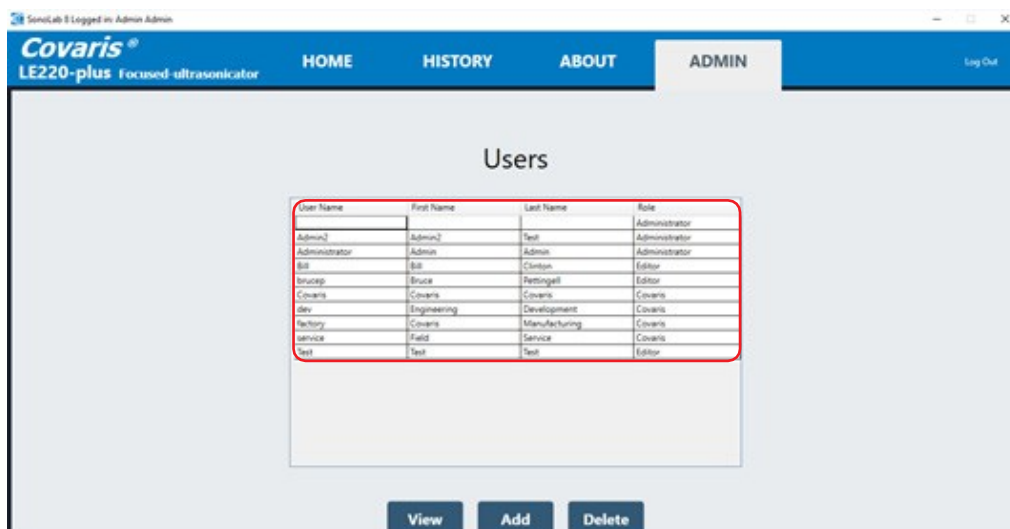 SonoLab 8 Logged in: Admin Admin
Covaris®
LE220-plus Focused-ultrasonicator
HOME HISTORY ABOUT ADMIN Log Out
Users
User Name First Name Last Name Role
Administrator
Admin2 Admin2 Test Administrator
Administrator Admin Admin Administrator
Bill Bill Clinton Editor
brucep Bruce Pettingell Editor
Covaris Covaris Covaris Covaris
dev Engineering Development Covaris
factory Covaris Manufacturing Covaris
service Field Service Covaris
Test Test Test Editor
View Add Delete